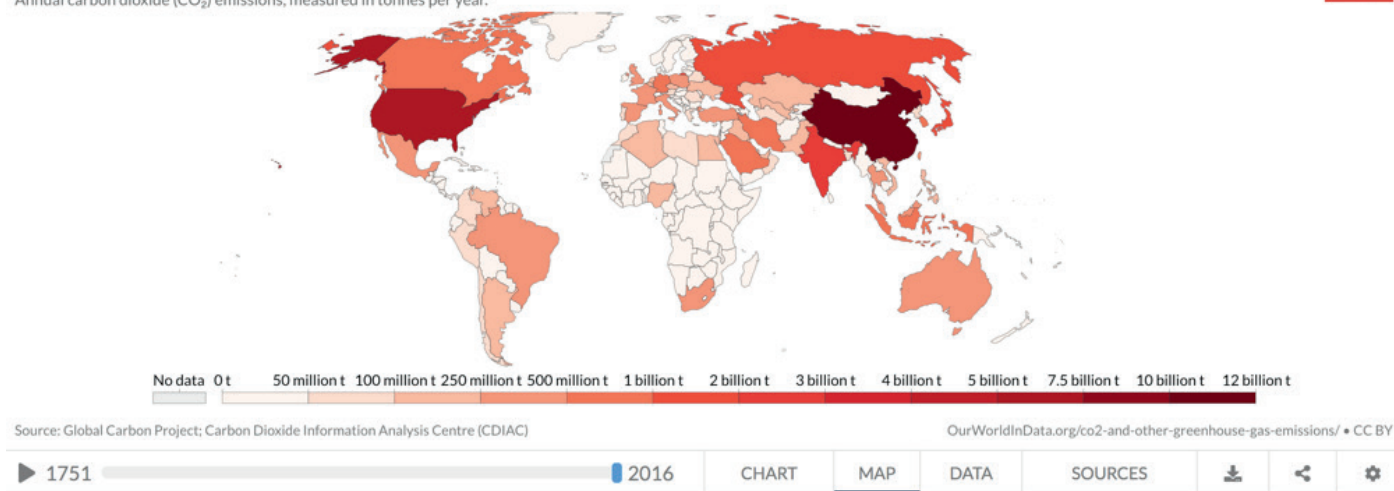 Annual carbon dioxide (CO₂) emissions, measured in tonnes per year.
No data 0 t 50 million t 100 million t 250 million t 500 million t 1 billion t 2 billion t 3 billion t 4 billion t 5 billion t 7.5 billion t 10 billion t 12 billion t
Source: Global Carbon Project; Carbon Dioxide Information Analysis Centre (CDIAC) OurWorldInData.org/co2-and-other-greenhouse-gas-emissions/ • CC BY
1751 2016 CHART MAP DATA SOURCES